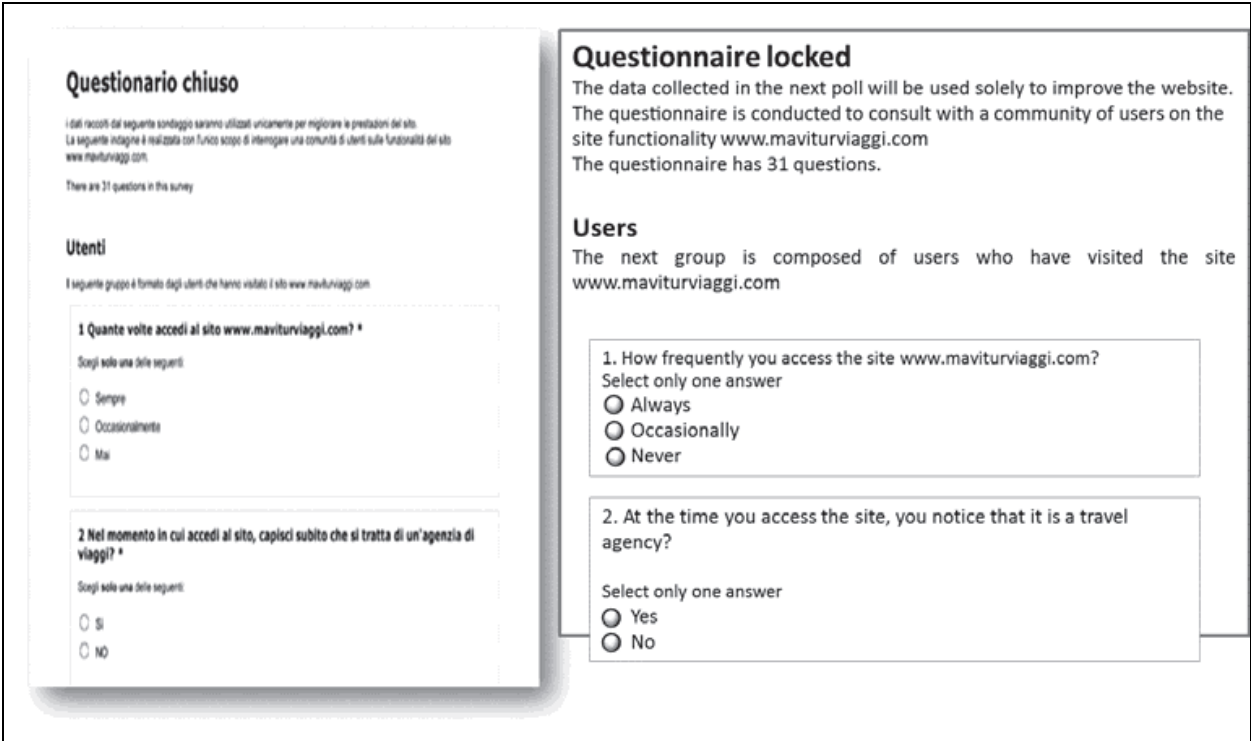 Questionario chiuso
i dati raccolti dal seguente sondaggio saranno utilizzati unicamente per migliorare le prestazioni del sito.
La seguente indagine è realizzata con l'unico scopo di interrogare una comunità di utenti sulle funzionalità del sito
www.maviturviaggi.com.
There are 31 questions in this survey
Utenti
Il seguente gruppo è formato dagli utenti che hanno visitato il sito www.maviturviaggi.com
1 Quante volte accedi al sito www.maviturviaggi.com? *
Scegli solo una delle seguenti:
Sempre
Occasionalmente
Mai
2 Nel momento in cui accedi al sito, capisci subito che si tratta di un'agenzia di
viaggi? *
Scegli solo una delle seguenti:
Sì
NO
Questionnaire locked
The data collected in the next poll will be used solely to improve the website.
The questionnaire is conducted to consult with a community of users on the
site functionality www.maviturviaggi.com
The questionnaire has 31 questions.
Users
The next group is composed of users who have visited the site
www.maviturviaggi.com
1. How frequently you access the site www.maviturviaggi.com?
Select only one answer
Always
Occasionally
Never
2. At the time you access the site, you notice that it is a travel
agency?
Select only one answer
Yes
No